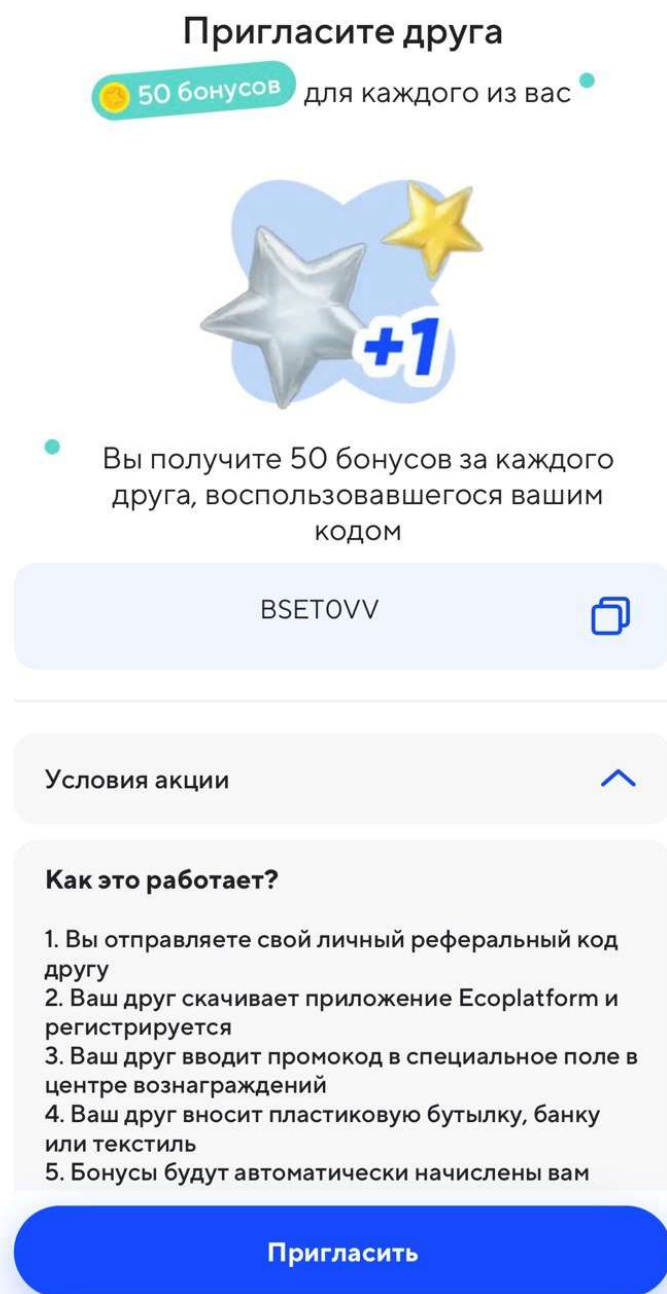 Пригласите друга
50 бонусов для каждого из вас
+1
Вы получите 50 бонусов за каждого
друга, воспользовавшегося вашим
кодом
BSET0VV
Условия акции
Как это работает?
1. Вы отправляете свой личный реферальный код
другу
2. Ваш друг скачивает приложение Ecoplatform и
регистрируется
3. Ваш друг вводит промокод в специальное поле в
центре вознаграждений
4. Ваш друг вносит пластиковую бутылку, банку
или текстиль
5. Бонусы будут автоматически начислены вам
Пригласить